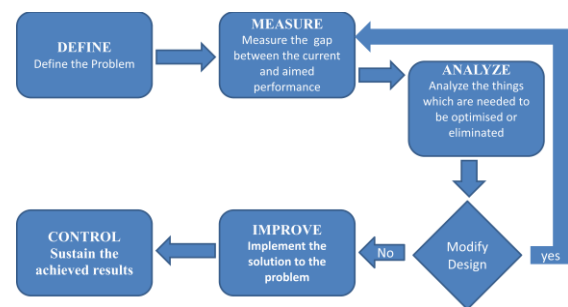 DEFINE
Define the Problem
MEASURE
Measure the gap
between the current
and aimed
performance
ANALYZE
Analyze the things
which are needed to
be optimised or
eliminated
Modify
Design
yes
No
IMPROVE
Implement the
solution to the
problem
CONTROL
Sustain the
achieved results